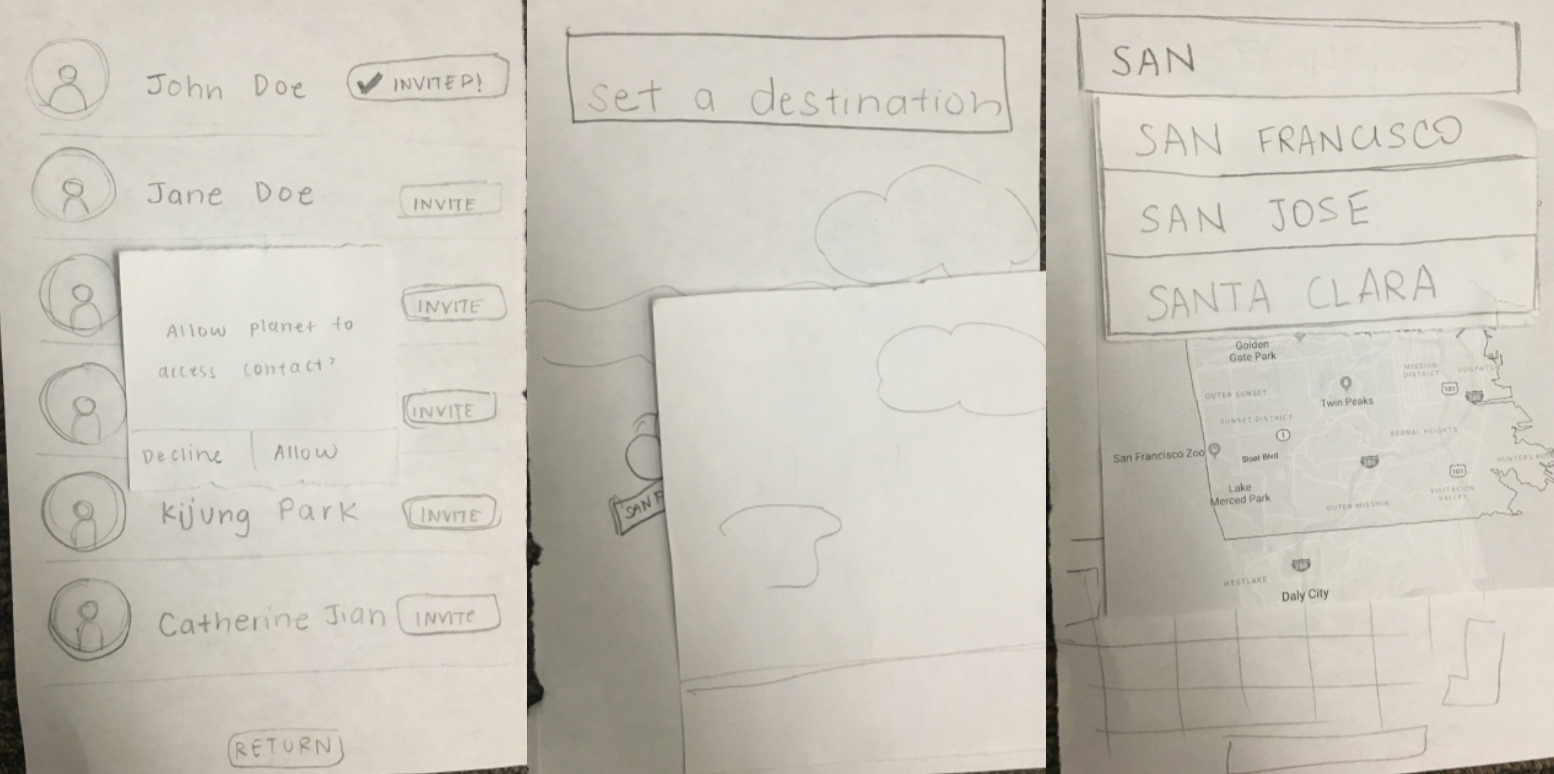 John Doe
✔ INVITED!
Jane Doe
INVITE
INVITE
Allow planet to
access contact?
INVITE
Decline
Allow
Kijung Park
INVITE
Catherine Jian
INVITE
RETURN
set a destination
SAN F
SAN
SAN FRANCISCO
SAN JOSE
SANTA CLARA
Golden
Gate Park
MISSION
DISTRICT
DOGPATC
OUTER SUNSET
101
280
Twin Peaks
SUNSET DISTRICT
1
BERNAL HEIGHTS
San Francisco Zoo
Sloat Blvd
280
101
HUNTERS POI
Lake
Merced Park
VISITACION
VALLEY
OUTER MISSION
280
WESTLAKE
Daly City